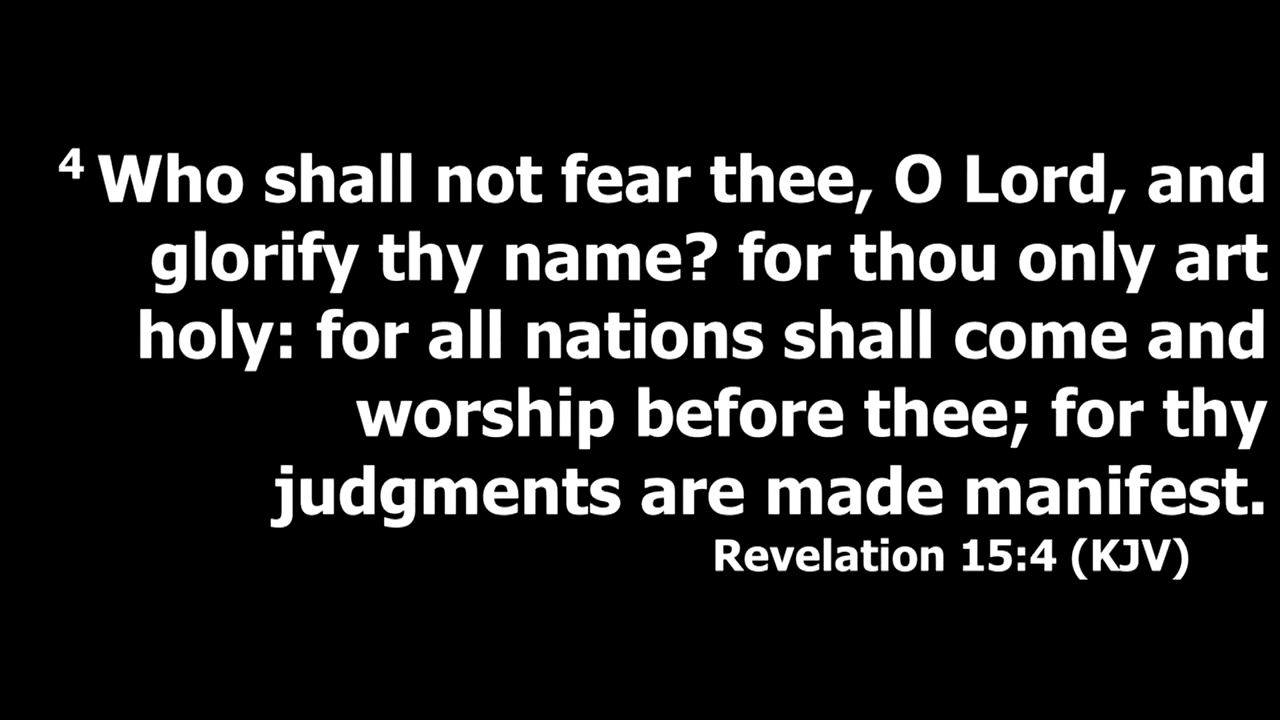 4 Who shall not fear thee, O Lord, and
glorify thy name? for thou only art
holy: for all nations shall come and
worship before thee; for thy
judgments are made manifest.
Revelation 15:4 (KJV)